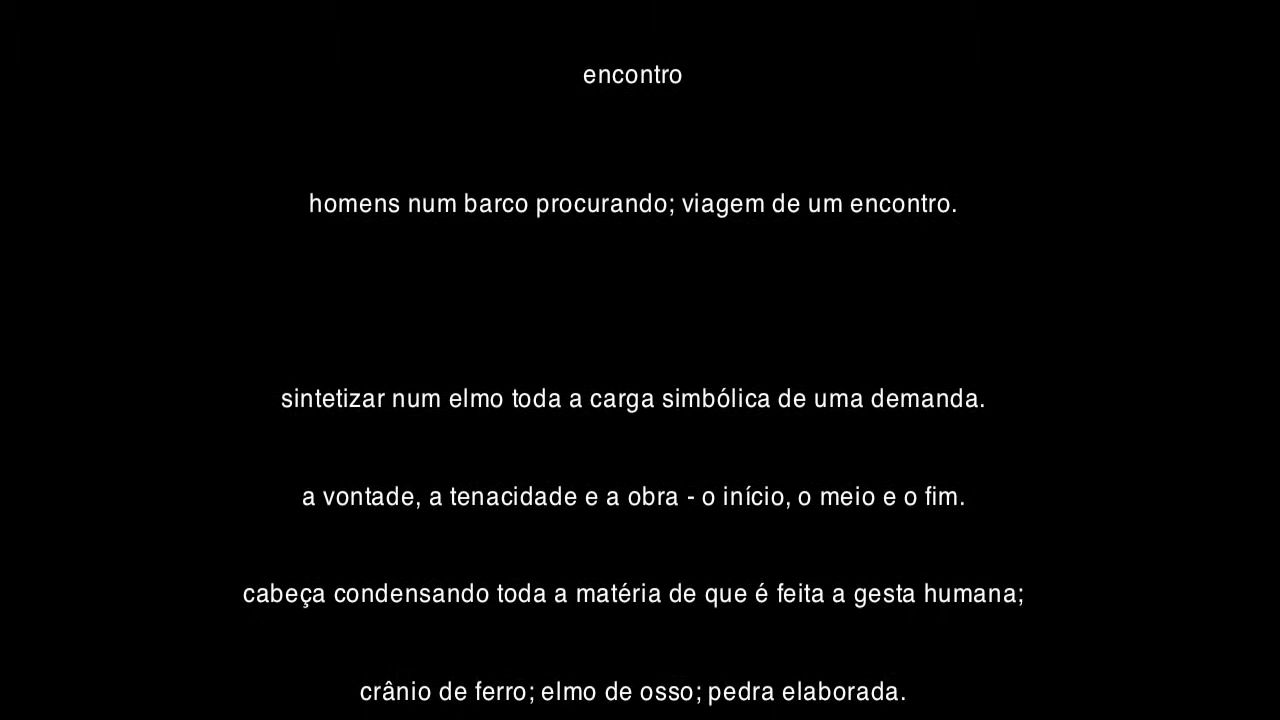 encontro
homens num barco procurando; viagem de um encontro.
sintetizar num elmo toda a carga simbólica de uma demanda.
a vontade, a tenacidade e a obra - o início, o meio e o fim.
cabeça condensando toda a matéria de que é feita a gesta humana;
crânio de ferro; elmo de osso; pedra elaborada.